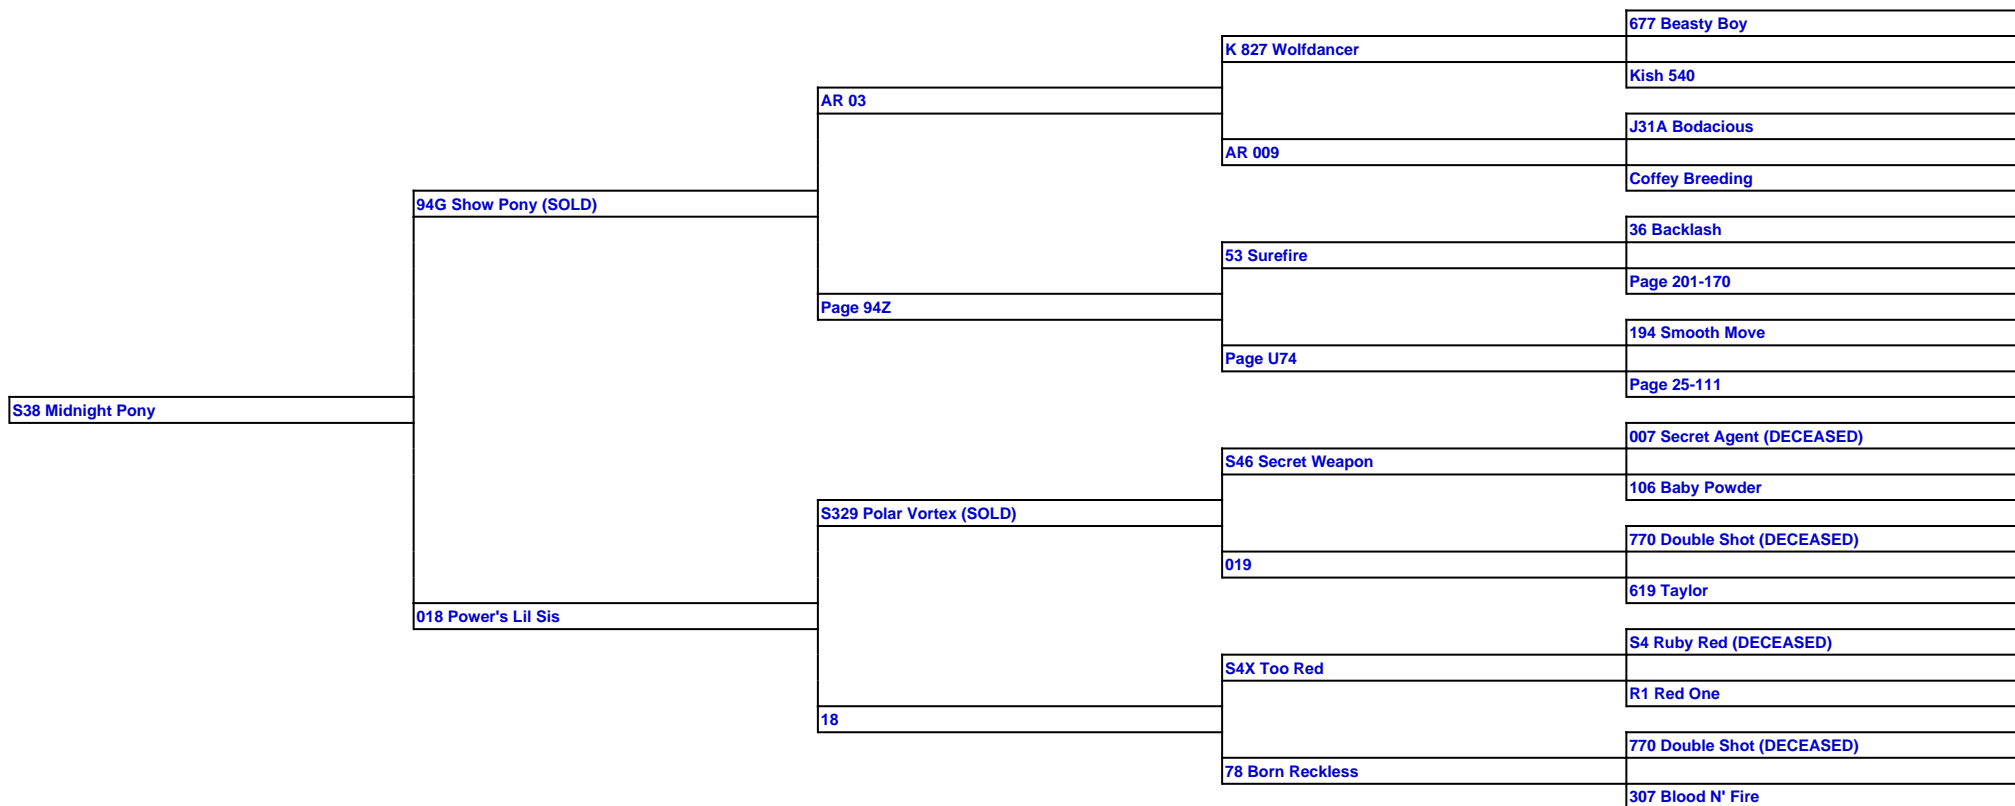 677 Beasty Boy
K 827 Wolfdancer
Kish 540
AR 03
J31A Bodacious
AR 009
Coffey Breeding
94G Show Pony (SOLD)
36 Backlash
53 Surefire
Page 201-170
Page 94Z
194 Smooth Move
Page U74
Page 25-111
S38 Midnight Pony
007 Secret Agent (DECEASED)
S46 Secret Weapon
106 Baby Powder
S329 Polar Vortex (SOLD)
770 Double Shot (DECEASED)
019
619 Taylor
018 Power's Lil Sis
S4 Ruby Red (DECEASED)
S4X Too Red
R1 Red One
18
770 Double Shot (DECEASED)
78 Born Reckless
307 Blood N' Fire